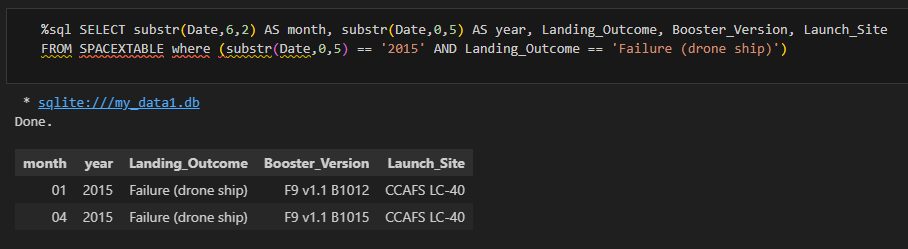 %sql SELECT substr(Date,6,2) AS month, substr(Date,0,5) AS year, Landing_Outcome, Booster_Version, Launch_Site
FROM SPACEXTABLE where (substr(Date,0,5) == '2015' AND Landing_Outcome == 'Failure (drone ship)')
* sqlite:///my_data1.db
Done.
month year Landing_Outcome Booster_Version Launch_Site
01 2015 Failure (drone ship) F9 v1.1 B1012 CCAFS LC-40
04 2015 Failure (drone ship) F9 v1.1 B1015 CCAFS LC-40